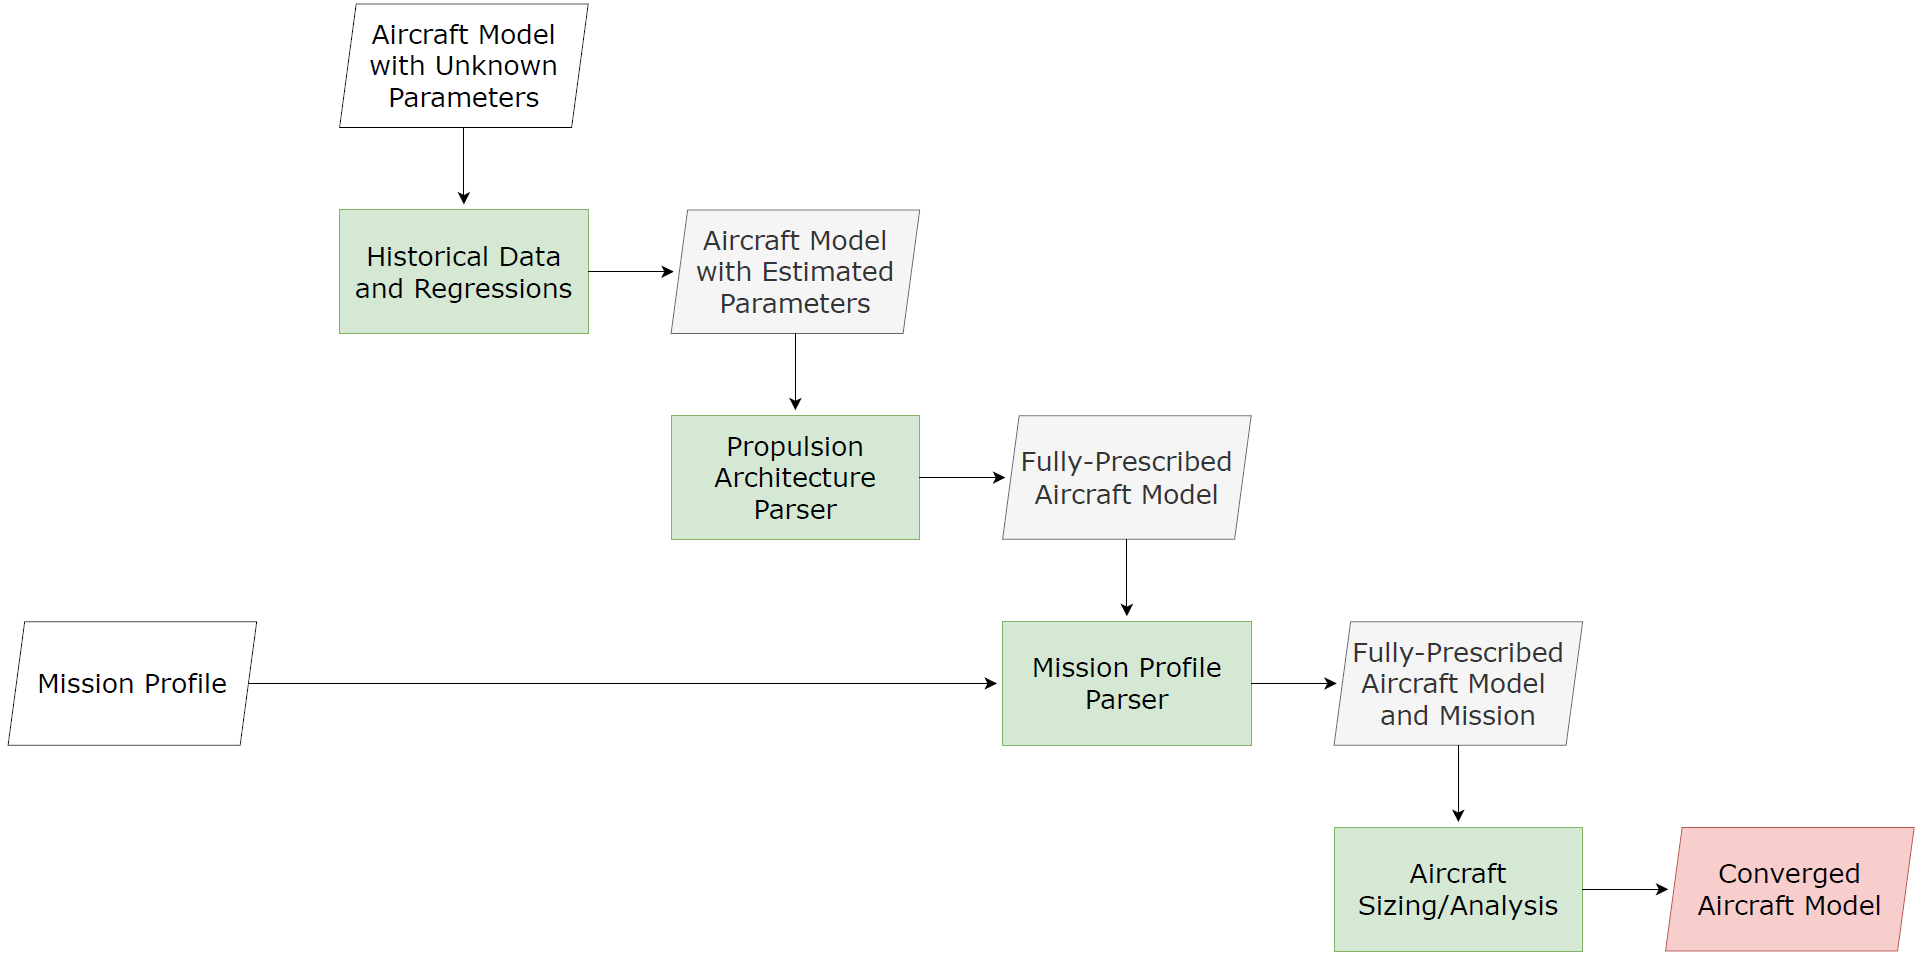 Aircraft Model
with Unknown
Parameters
Historical Data
and Regressions
Aircraft Model
with Estimated
Parameters
Propulsion
Architecture
Parser
Fully-Prescribed
Aircraft Model
Mission Profile
Mission Profile
Parser
Fully-Prescribed
Aircraft Model
and Mission
Aircraft
Sizing/Analysis
Converged
Aircraft Model